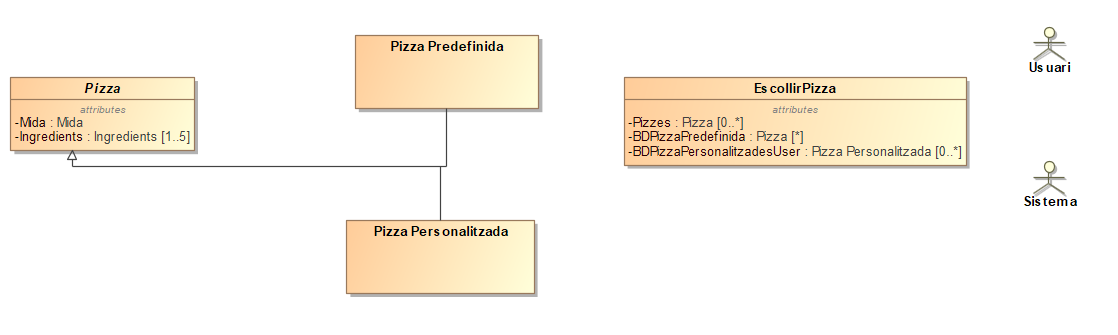 Pizza Predefinida
Usuari
Pizza
attributes
-Mida : Mida
-Ingredients : Ingredients [1..5]
EscollirPizza
attributes
-Pizzes : Pizza [0..*]
-BDPizzaPredefinida : Pizza [*]
-BDPizzaPersonalitzadesUser : Pizza Personalitzada [0..*]
Sistema
Pizza Personalitzada